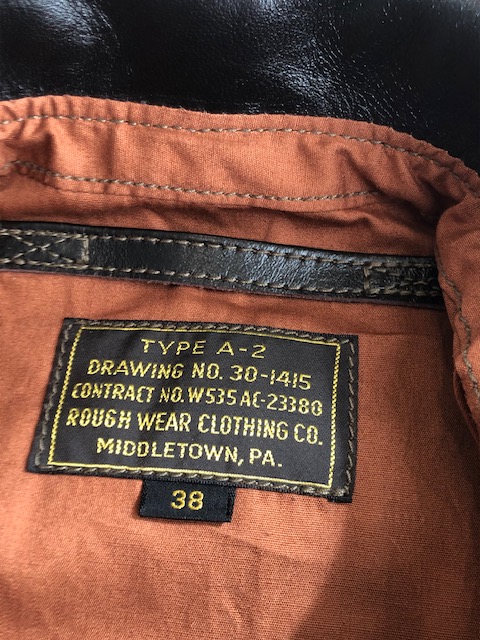 TYPE A-2
DRAWING NO. 30-1415
CONTRACT NO. W535 AC-23380
ROUGH WEAR CLOTHING CO.
MIDDLETOWN, PA.
38